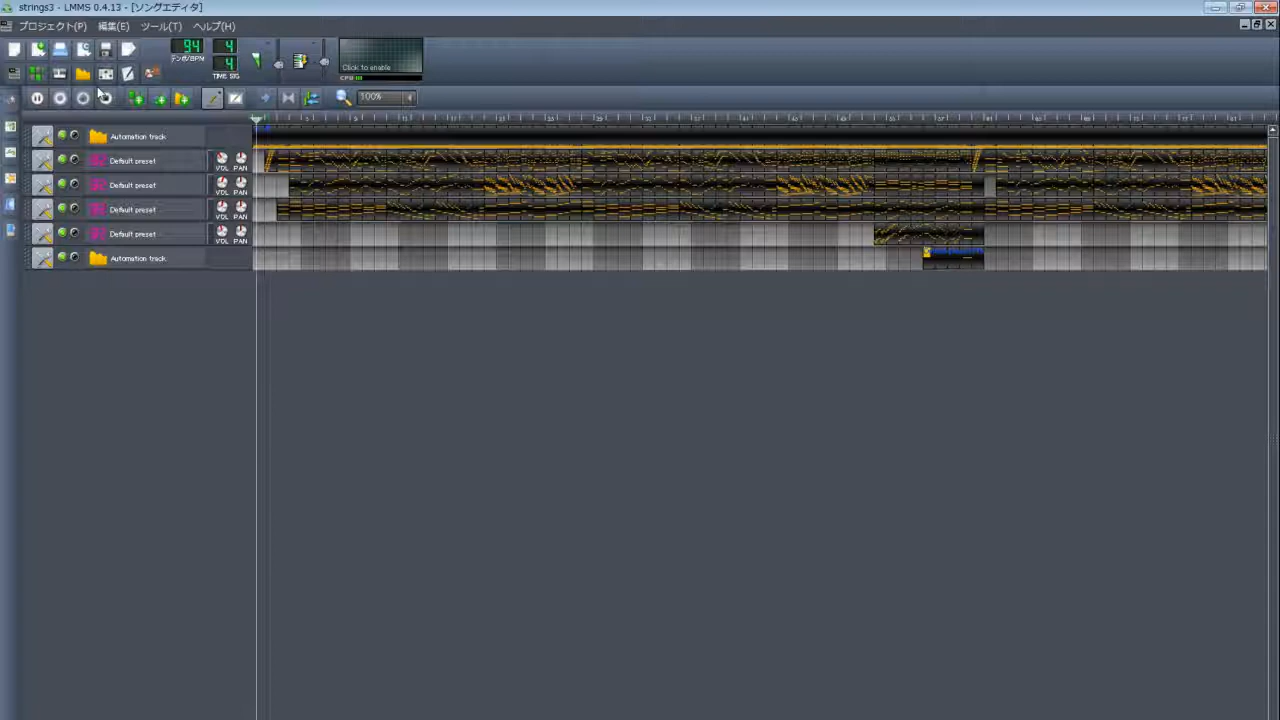 strings3 - LMMS 0.4.13 - [ソングエディタ]
プロジェクト(P) 編集(E) ツール(T) ヘルプ(H)
94 4
テンポ/BPM
4
TIME SIG
Click to enable
CPU
100%
Automation track
Default preset VOL PAN
Default preset VOL PAN
Default preset VOL PAN
Default preset VOL PAN
Automation track